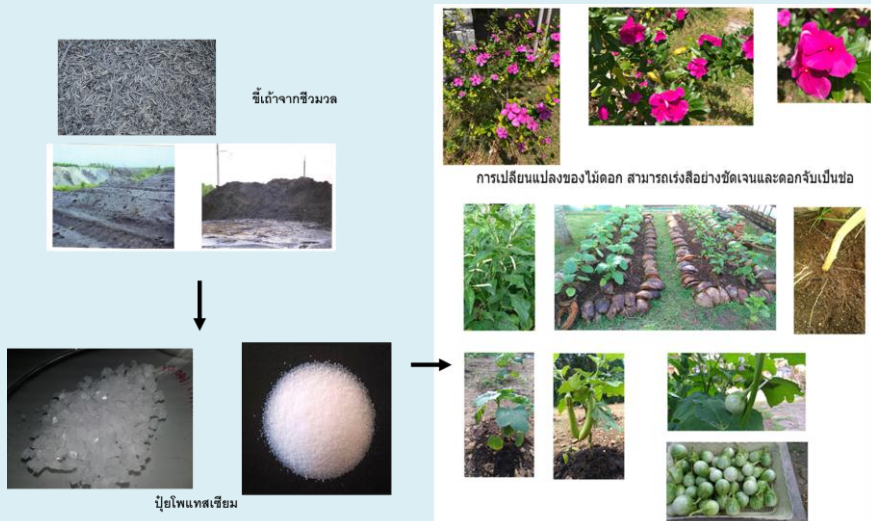 ขี้เถ้าจากชีวมวล
การเปลี่ยนแปลงของไม้ดอก สามารถเร่งสีอย่างชัดเจนและดอกจับเป็นช่อ
ปุ๋ยโพแทสเซียม